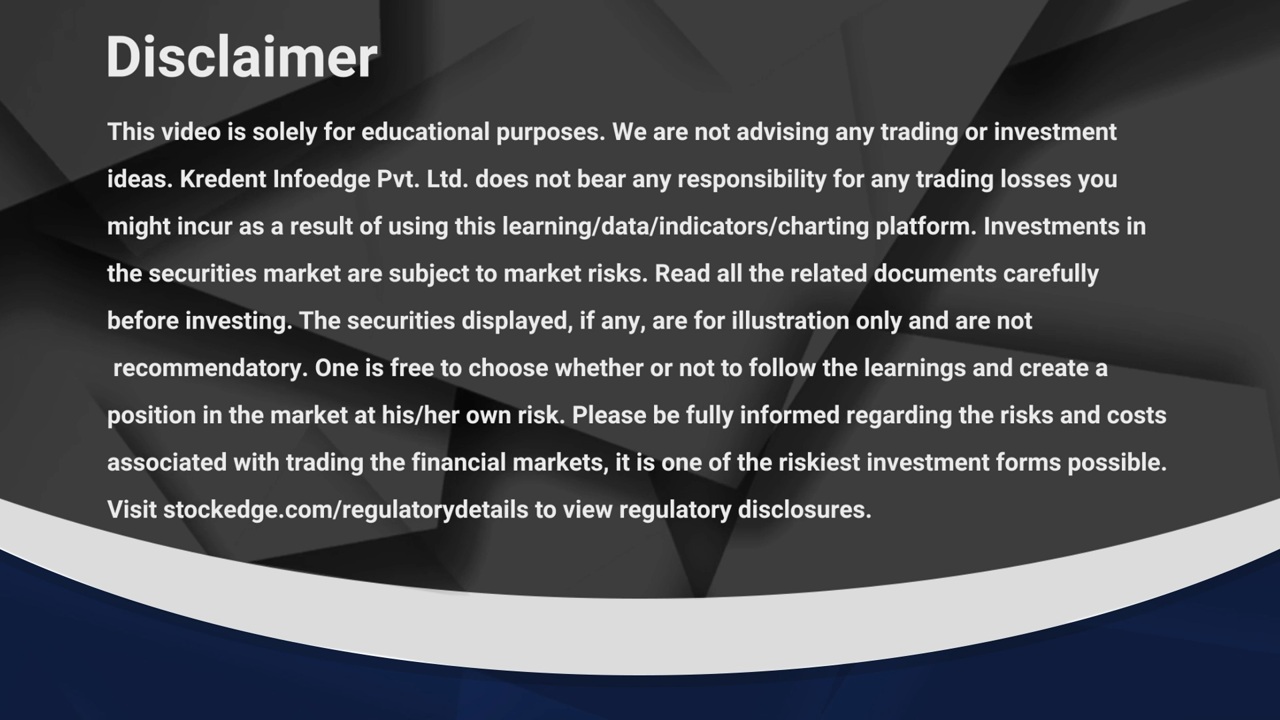 Disclaimer
This video is solely for educational purposes. We are not advising any trading or investment
ideas. Kredent Infoedge Pvt. Ltd. does not bear any responsibility for any trading losses you
might incur as a result of using this learning/data/indicators/charting platform. Investments in
the securities market are subject to market risks. Read all the related documents carefully
before investing. The securities displayed, if any, are for illustration only and are not
recommendatory. One is free to choose whether or not to follow the learnings and create a
position in the market at his/her own risk. Please be fully informed regarding the risks and costs
associated with trading the financial markets, it is one of the riskiest investment forms possible.
Visit stockedge.com/regulatorydetails to view regulatory disclosures.